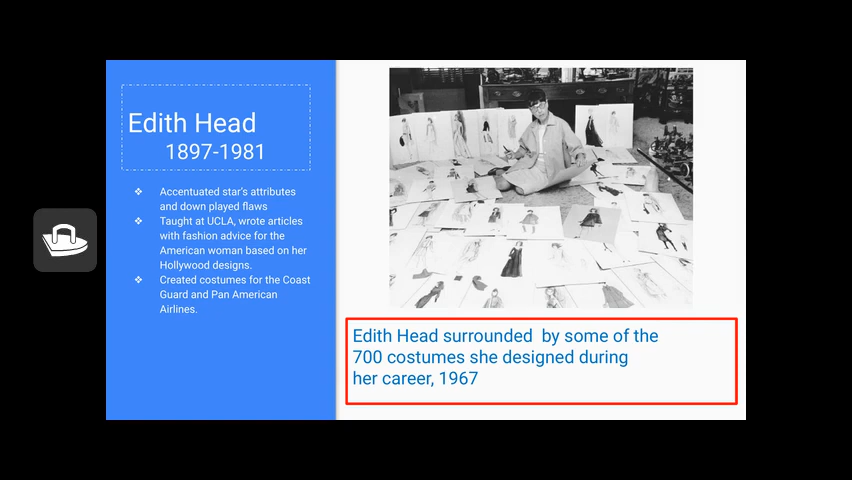 Edith Head
1897-1981
❖ Accentuated star's attributes
and down played flaws
❖ Taught at UCLA, wrote articles
with fashion advice for the
American woman based on her
Hollywood designs.
❖ Created costumes for the Coast
Guard and Pan American
Airlines.
Edith Head surrounded  by some of the
700 costumes she designed during
her career, 1967